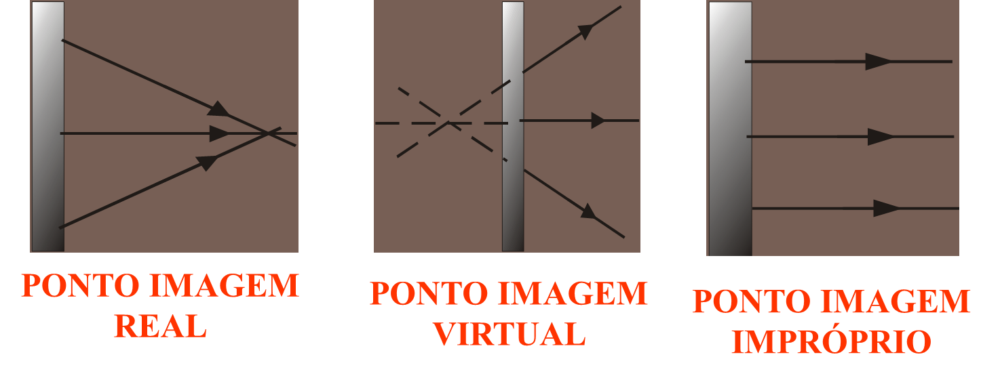 PONTO IMAGEM
REAL
PONTO IMAGEM
VIRTUAL
PONTO IMAGEM
IMPRÓPRIO